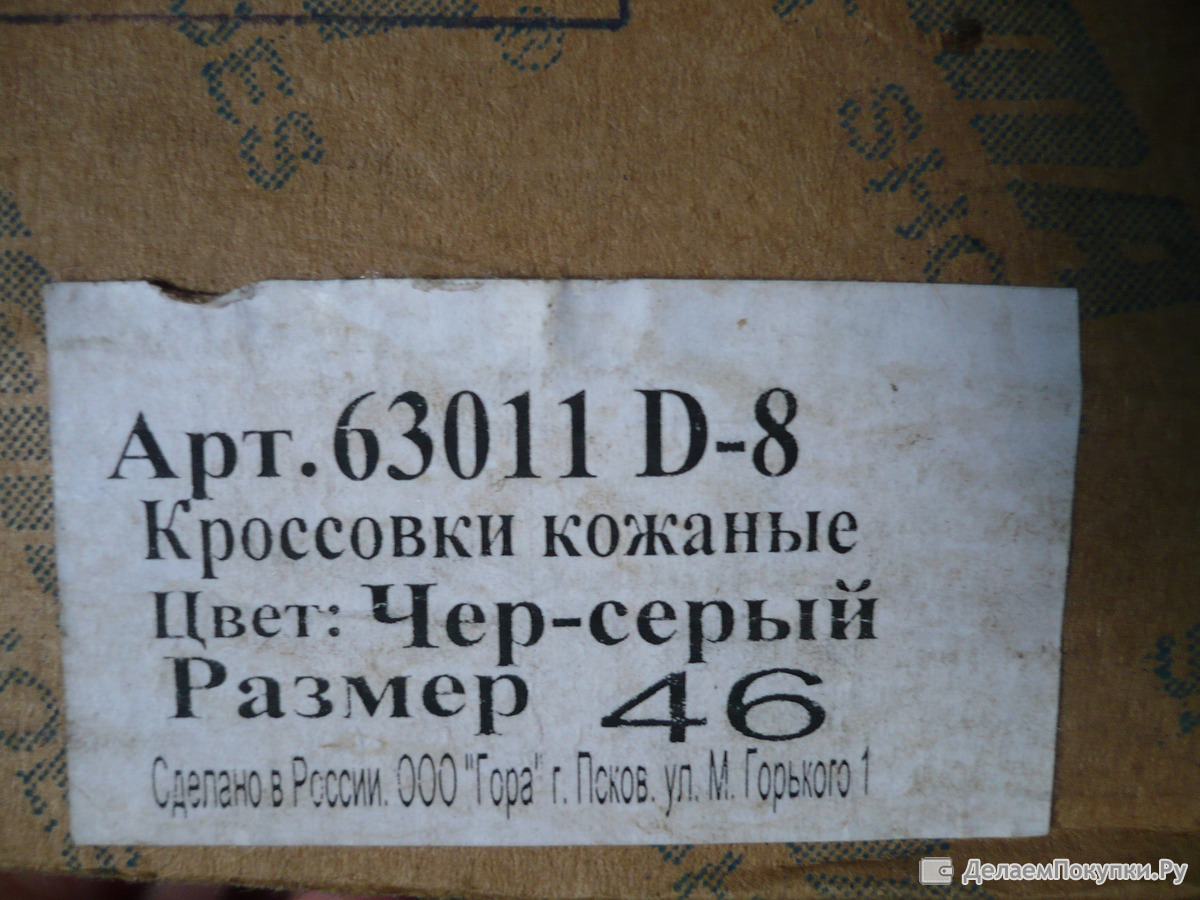 Арт. 63011 D-8
Кроссовки кожаные
Цвет: Чер-серый
Размер 46
Сделано в России. ООО "Гора" г. Псков. ул. М. Горького 1
ДелаемПокупки.Ру